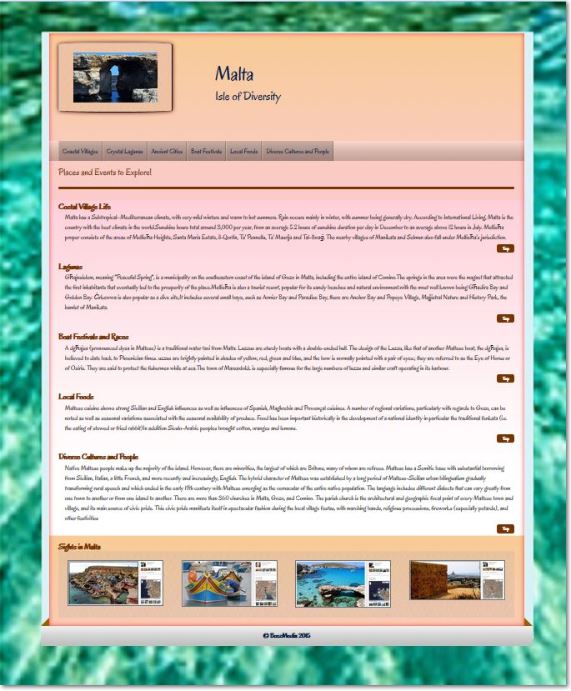 Malta
Isle of Diversity
Coastal Villages Crystal Lagunas Ancient Cities Boat Festivals Local Foods Diverse Cultures and People
Places and Events to Explore!
Coastal Village Life
Malta has a Subtropical-Mediterranean climate, with very mild winters and warm to hot summers. Rain occurs mainly in winter, with summer being generally dry. According to International Living, Malta is the
country with the best climate in the world.Sunshine hours total around 3,000 per year, from an average 5.2 hours of sunshine duration per day in December to an average above 12 hours in July.
proper consists of the areas of Heights, Santa Maria Estate, Ta' Pannella, Ta' Masrija and The nearby villages of Manikata and Selmun also fall under jurisdiction.
Top
Lagunas
meaning "Peaceful Spring", is a municipality on the southeastern coast of the island of Gozo in Malta, including the entire island of Comino.The springs in the area were the magnet that attracted
the first inhabitants that eventually led to the prosperity of the place. is also a tourist resort, popular for its sandy beaches and natural environment with the most well known being Bay and
Golden Bay. is also popular as a dive site.It includes several small bays, such as Anchor Bay and Paradise Bay, there are Anchor Bay and Popeye Village, Nature and History Park, the
hamlet of Manikata.
Top
Boat Festivals and Races
A (pronounced dysa in Maltese) is a traditional water taxi from Malta. Luzzus are sturdy boats with a double-ended hull. The design of the Luzzu, like that of another Maltese boat, the is
believed to date back to Phoenician times. are brightly painted in shades of yellow, red, green and blue, and the bow is normally pointed with a pair of eyes; they are referred to as the Eye of Horus or
of Osiris. They are said to protect the fishermen while at sea.The town of Marsaxlokk is especially famous for the large numbers of luzzu and similar craft operating in its harbour.
Top
Local Foods
Maltese cuisine shows strong Sicilian and English influences as well as influences of Spanish, Maghrebin and Provençal cuisines. A number of regional variations, particularly with regards to Gozo, can be
noted as well as seasonal variations associated with the seasonal availability of produce. Food has been important historically in the development of a national identity in particular the traditional fenkata (ie.
the eating of stewed or fried rabbit)In addition Siculo-Arabic peoples brought cotton, oranges and lemons.
Top
Diverse Cultures and People
Native Maltese people make up the majority of the island. However, there are minorities, the largest of which are Britons, many of whom are retirees. Maltese has a Semitic base with substantial borrowing
from Sicilian, Italian, a little French, and more recently and increasingly, English. The hybrid character of Maltese was established by a long period of Maltese-Sicilian urban bilingualism gradually
transforming rural speech and which ended in the early 19th century with Maltese emerging as the vernacular of the entire native population. The language includes different dialects that can vary greatly from
one town to another or from one island to another. There are more than 360 churches in Malta, Gozo, and Comino. The parish church is the architectural and geographic focal point of every Maltese town and
village, and its main source of civic pride. This civic pride manifests itself in spectacular fashion during the local village festas, with marching bands, religious processions, fireworks (especially petards), and
other festivities
Top
Sights in Malta
© BaseMedia 2015